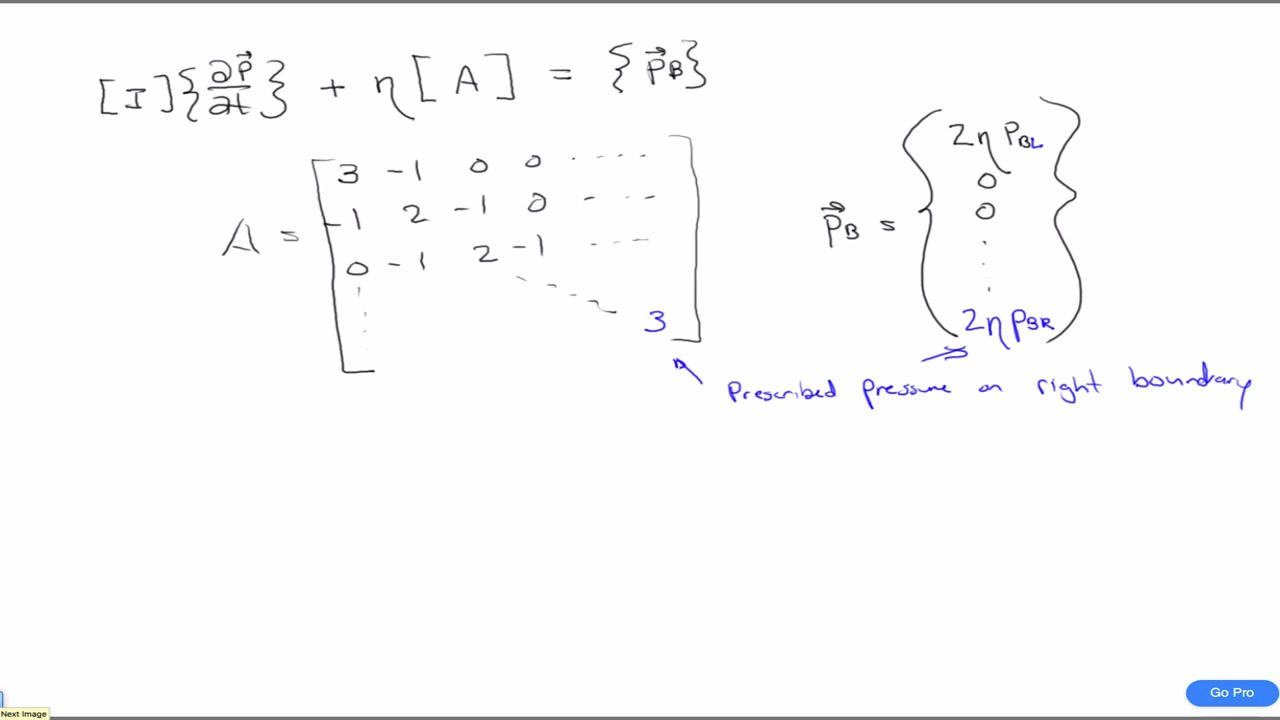 [I]{∂P⃗/∂t} + η[A] = {P⃗B}
A = [3 -1 0 0 ·----
-1 2 -1 0 - - -
0 -1 2 -1 ----
⋮ 3]
P⃗B = {2η PBL
0
0
⋮
2η PBR}
Prescribed pressure on right boundary
Go Pro
Next Image